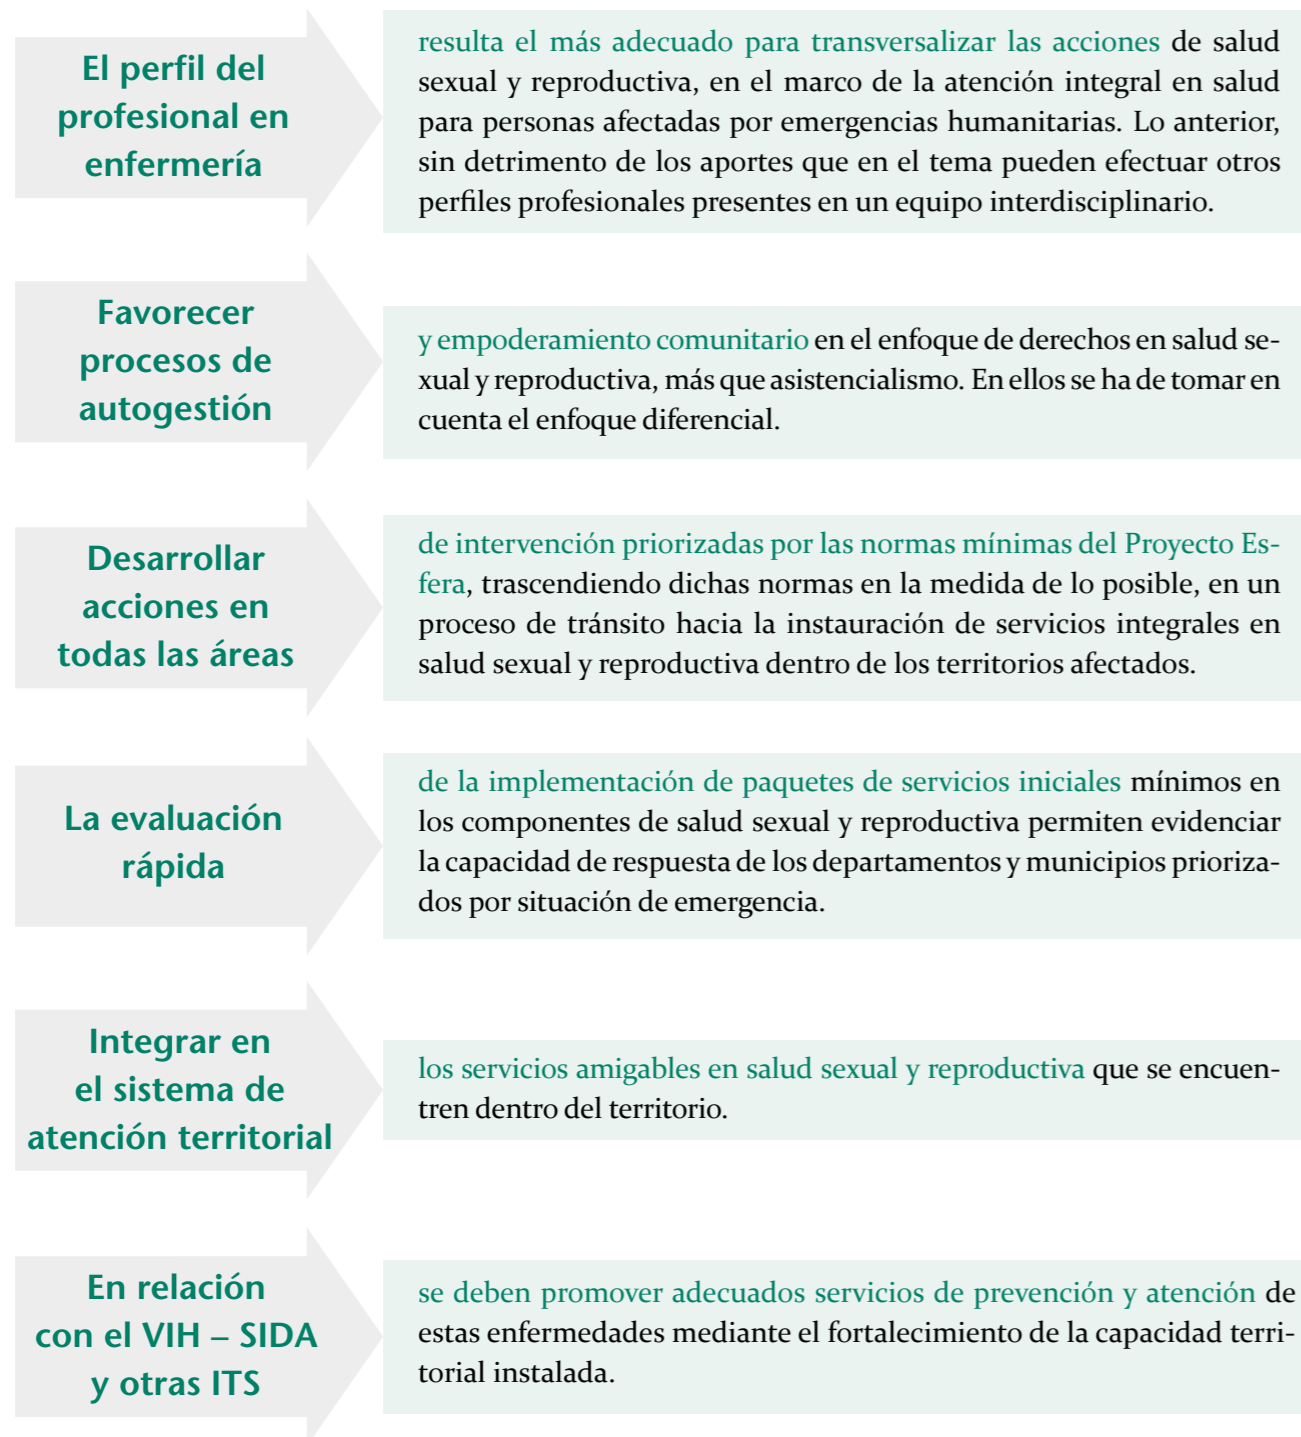 El perfil del
profesional en
enfermería
resulta el más adecuado para transversalizar las acciones de salud
sexual y reproductiva, en el marco de la atención integral en salud
para personas afectadas por emergencias humanitarias. Lo anterior,
sin detrimento de los aportes que en el tema pueden efectuar otros
perfiles profesionales presentes en un equipo interdisciplinario.
Favorecer
procesos de
autogestión
y empoderamiento comunitario en el enfoque de derechos en salud se-
xual y reproductiva, más que asistencialismo. En ellos se ha de tomar en
cuenta el enfoque diferencial.
Desarrollar
acciones en
todas las áreas
de intervención priorizadas por las normas mínimas del Proyecto Es-
fera, trascendiendo dichas normas en la medida de lo posible, en un
proceso de tránsito hacia la instauración de servicios integrales en
salud sexual y reproductiva dentro de los territorios afectados.
La evaluación
rápida
de la implementación de paquetes de servicios iniciales mínimos en
los componentes de salud sexual y reproductiva permiten evidenciar
la capacidad de respuesta de los departamentos y municipios prioriza-
dos por situación de emergencia.
Integrar en
el sistema de
atención territorial
los servicios amigables en salud sexual y reproductiva que se encuen-
tren dentro del territorio.
En relación
con el VIH – SIDA
y otras ITS
se deben promover adecuados servicios de prevención y atención de
estas enfermedades mediante el fortalecimiento de la capacidad terri-
torial instalada.